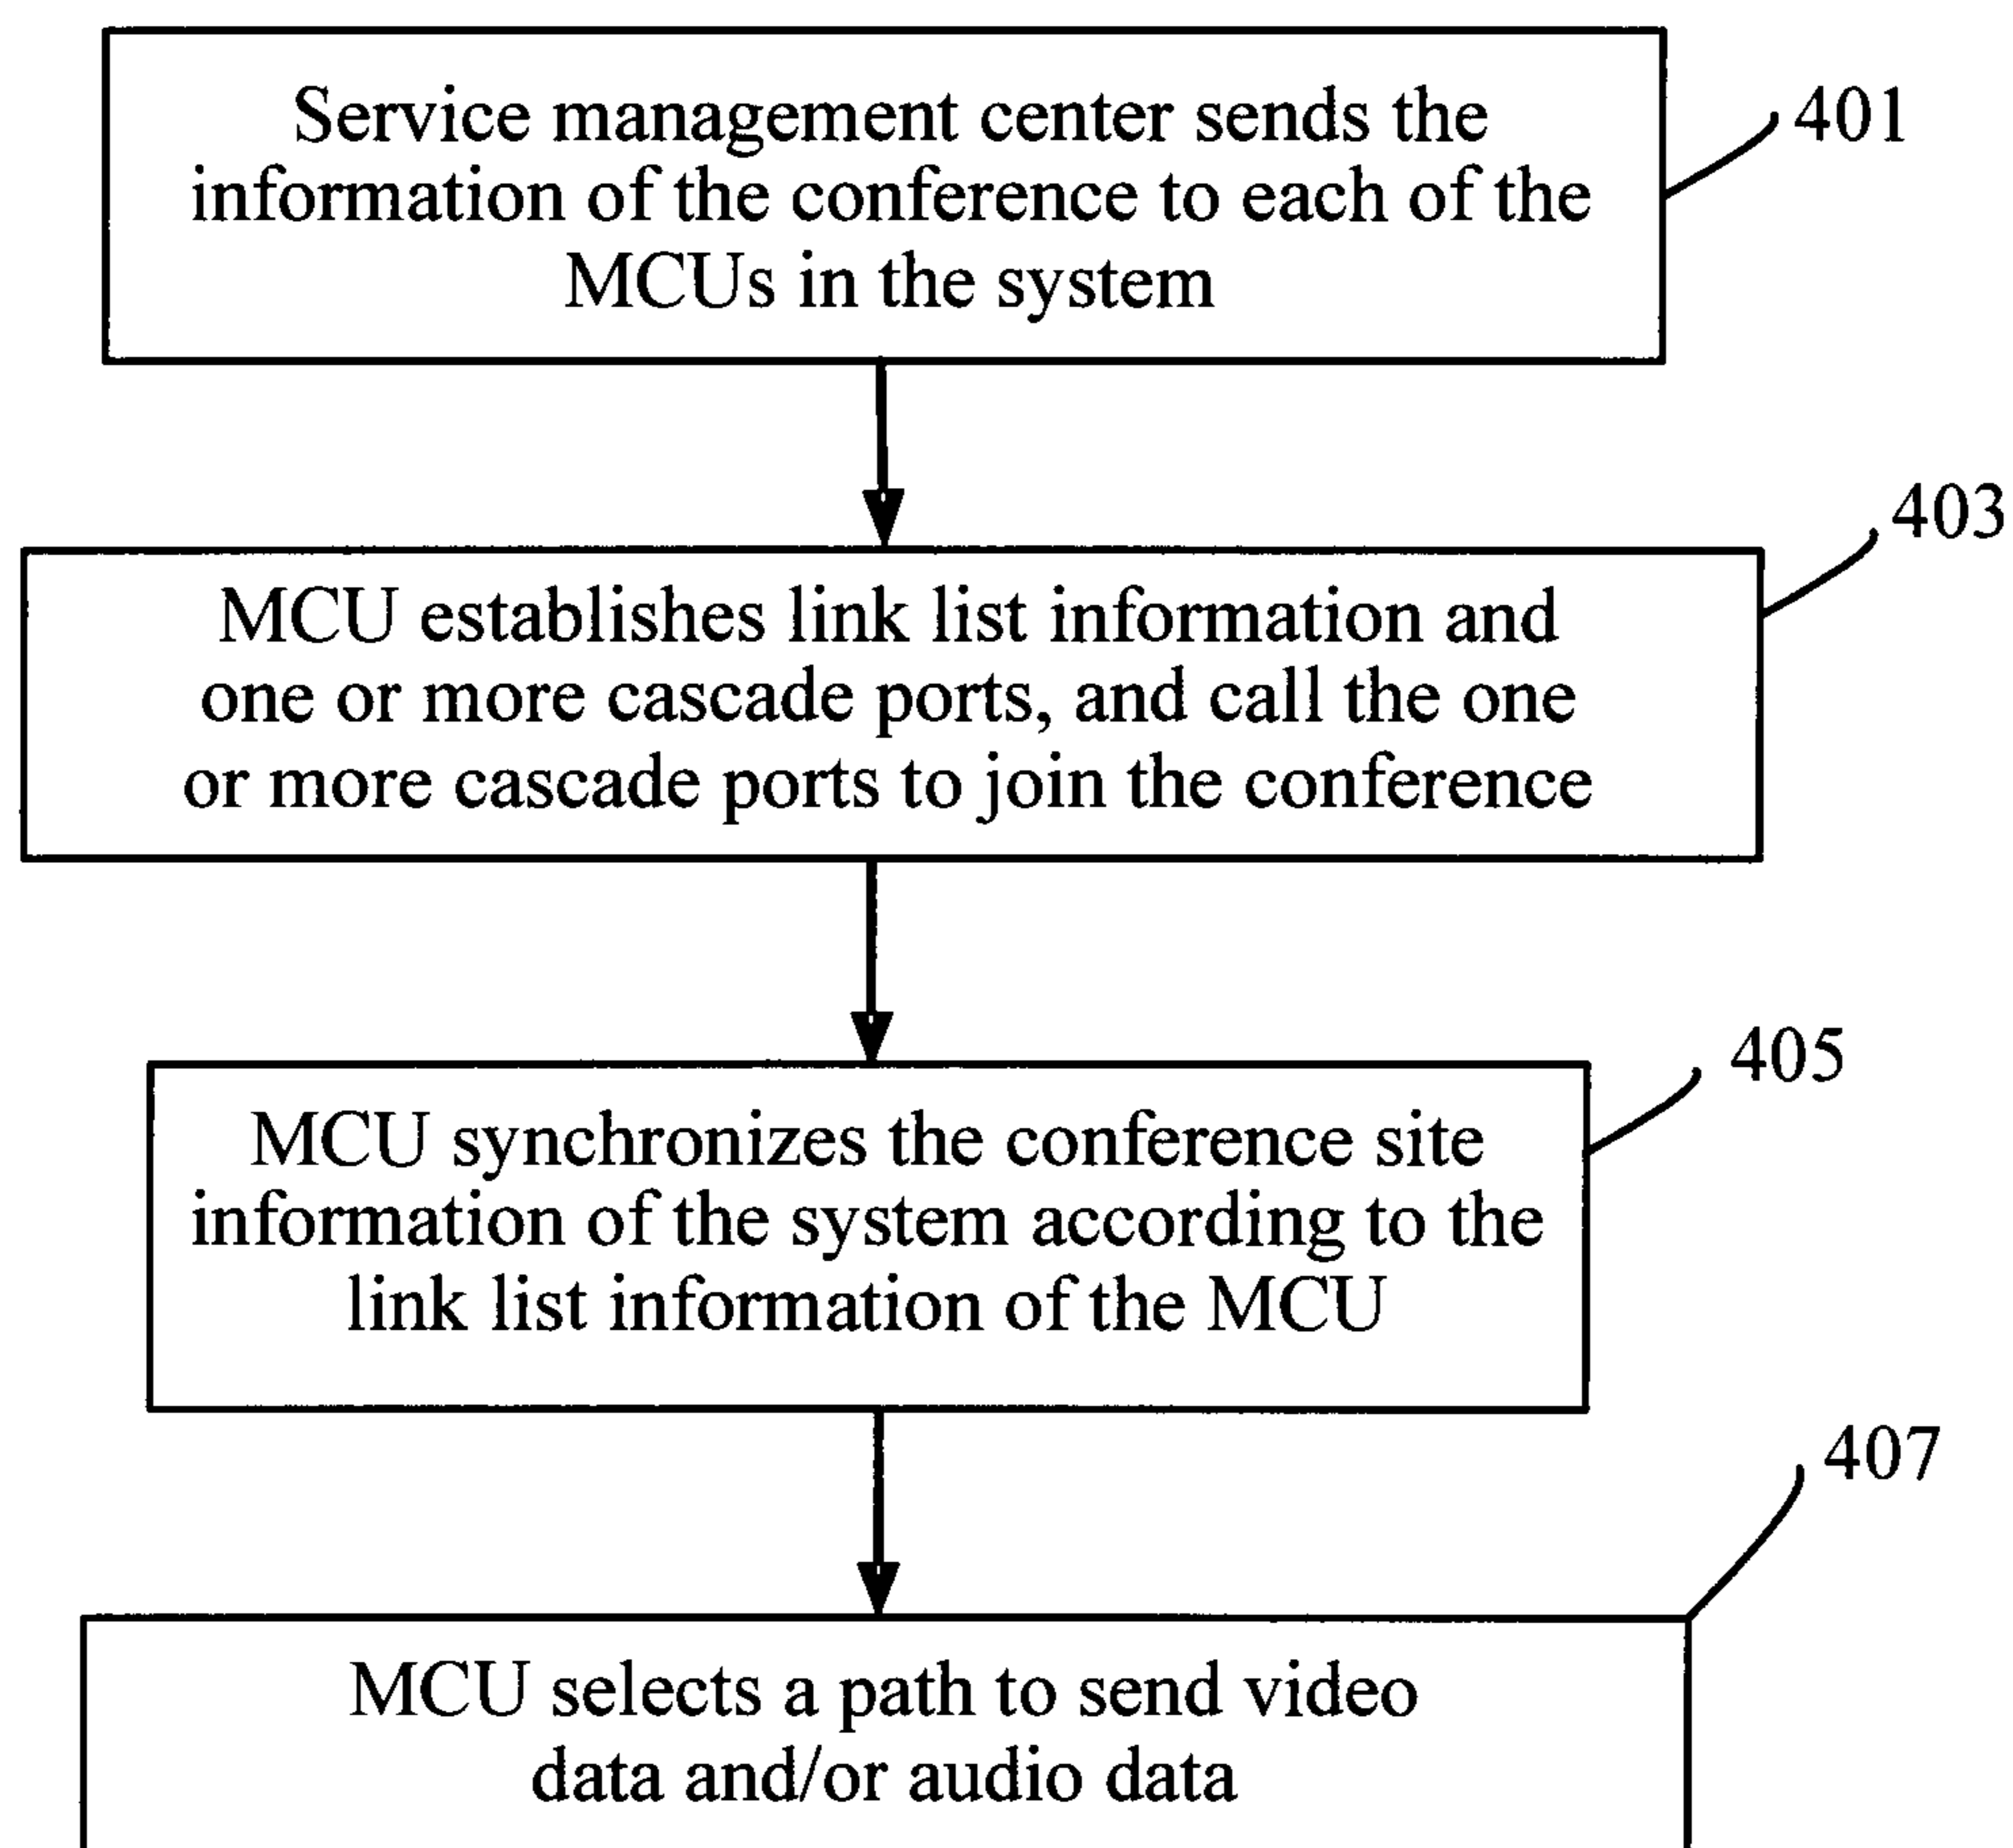 Service management center sends the
information of the conference to each of the
MCUs in the system
401
403
MCU establishes link list information and
one or more cascade ports, and call the one
or more cascade ports to join the conference
405
MCU synchronizes the conference site
information of the system according to the
link list information of the MCU
407
MCU selects a path to send video
data and/or audio data